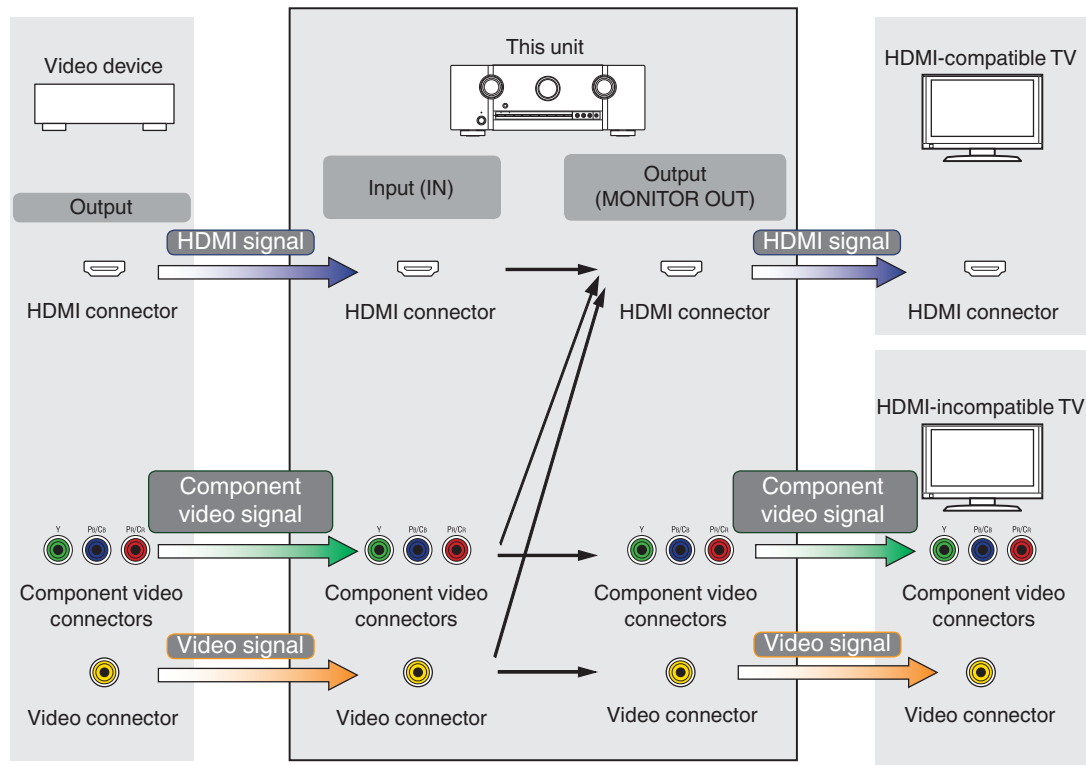 This unit
Video device
HDMI-compatible TV
Input (IN)
Output
(MONITOR OUT)
Output
HDMI signal
HDMI signal
HDMI connector
HDMI connector
HDMI connector
HDMI connector
HDMI-incompatible TV
Component
video signal
Component
video signal
Y PB/CB PR/CR
Y PB/CB PR/CR
Y PB/CB PR/CR
Y PB/CB PR/CR
Component video
connectors
Component video
connectors
Component video
connectors
Component video
connectors
Video signal
Video signal
Video connector
Video connector
Video connector
Video connector